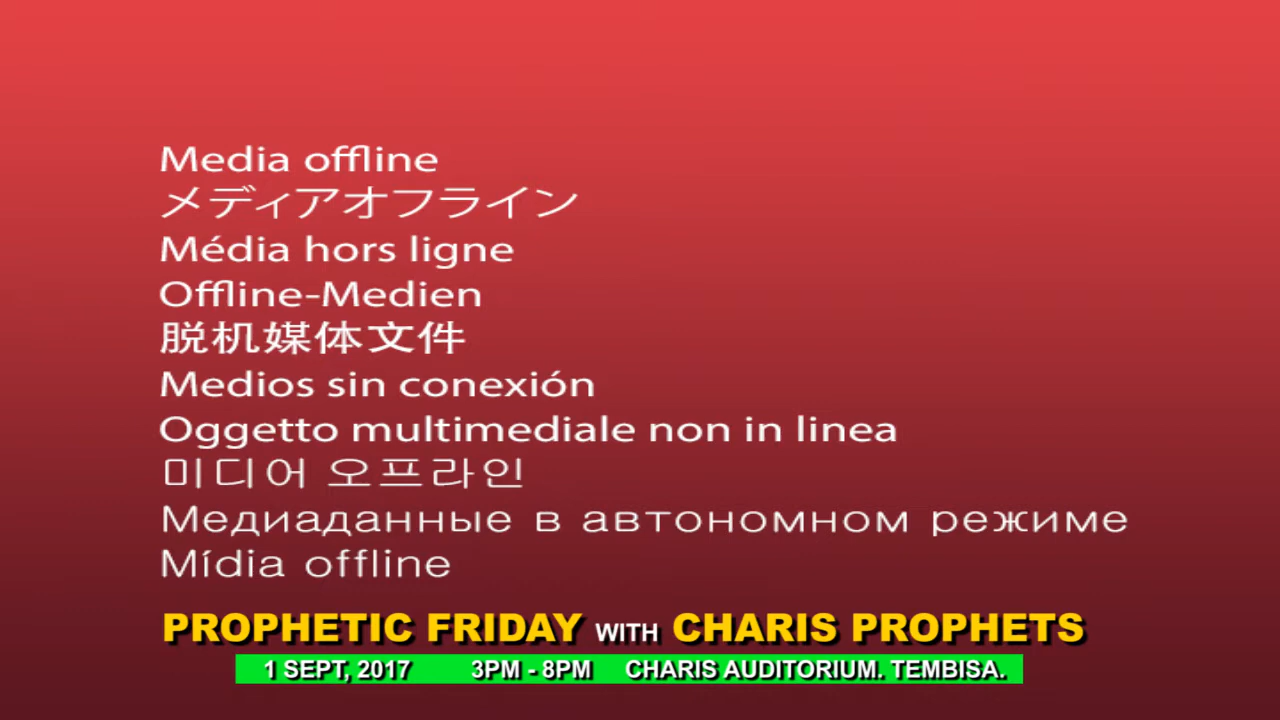 Media offline
メディアオフライン
Média hors ligne
Offline-Medien
脱机媒体文件
Medios sin conexión
Oggetto multimediale non in linea
미디어 오프라인
Медиаданные в автономном режиме
Mídia offline
PROPHETIC FRIDAY WITH CHARIS PROPHETS
1 SEPT, 2017 3PM - 8PM CHARIS AUDITORIUM. TEMBISA.